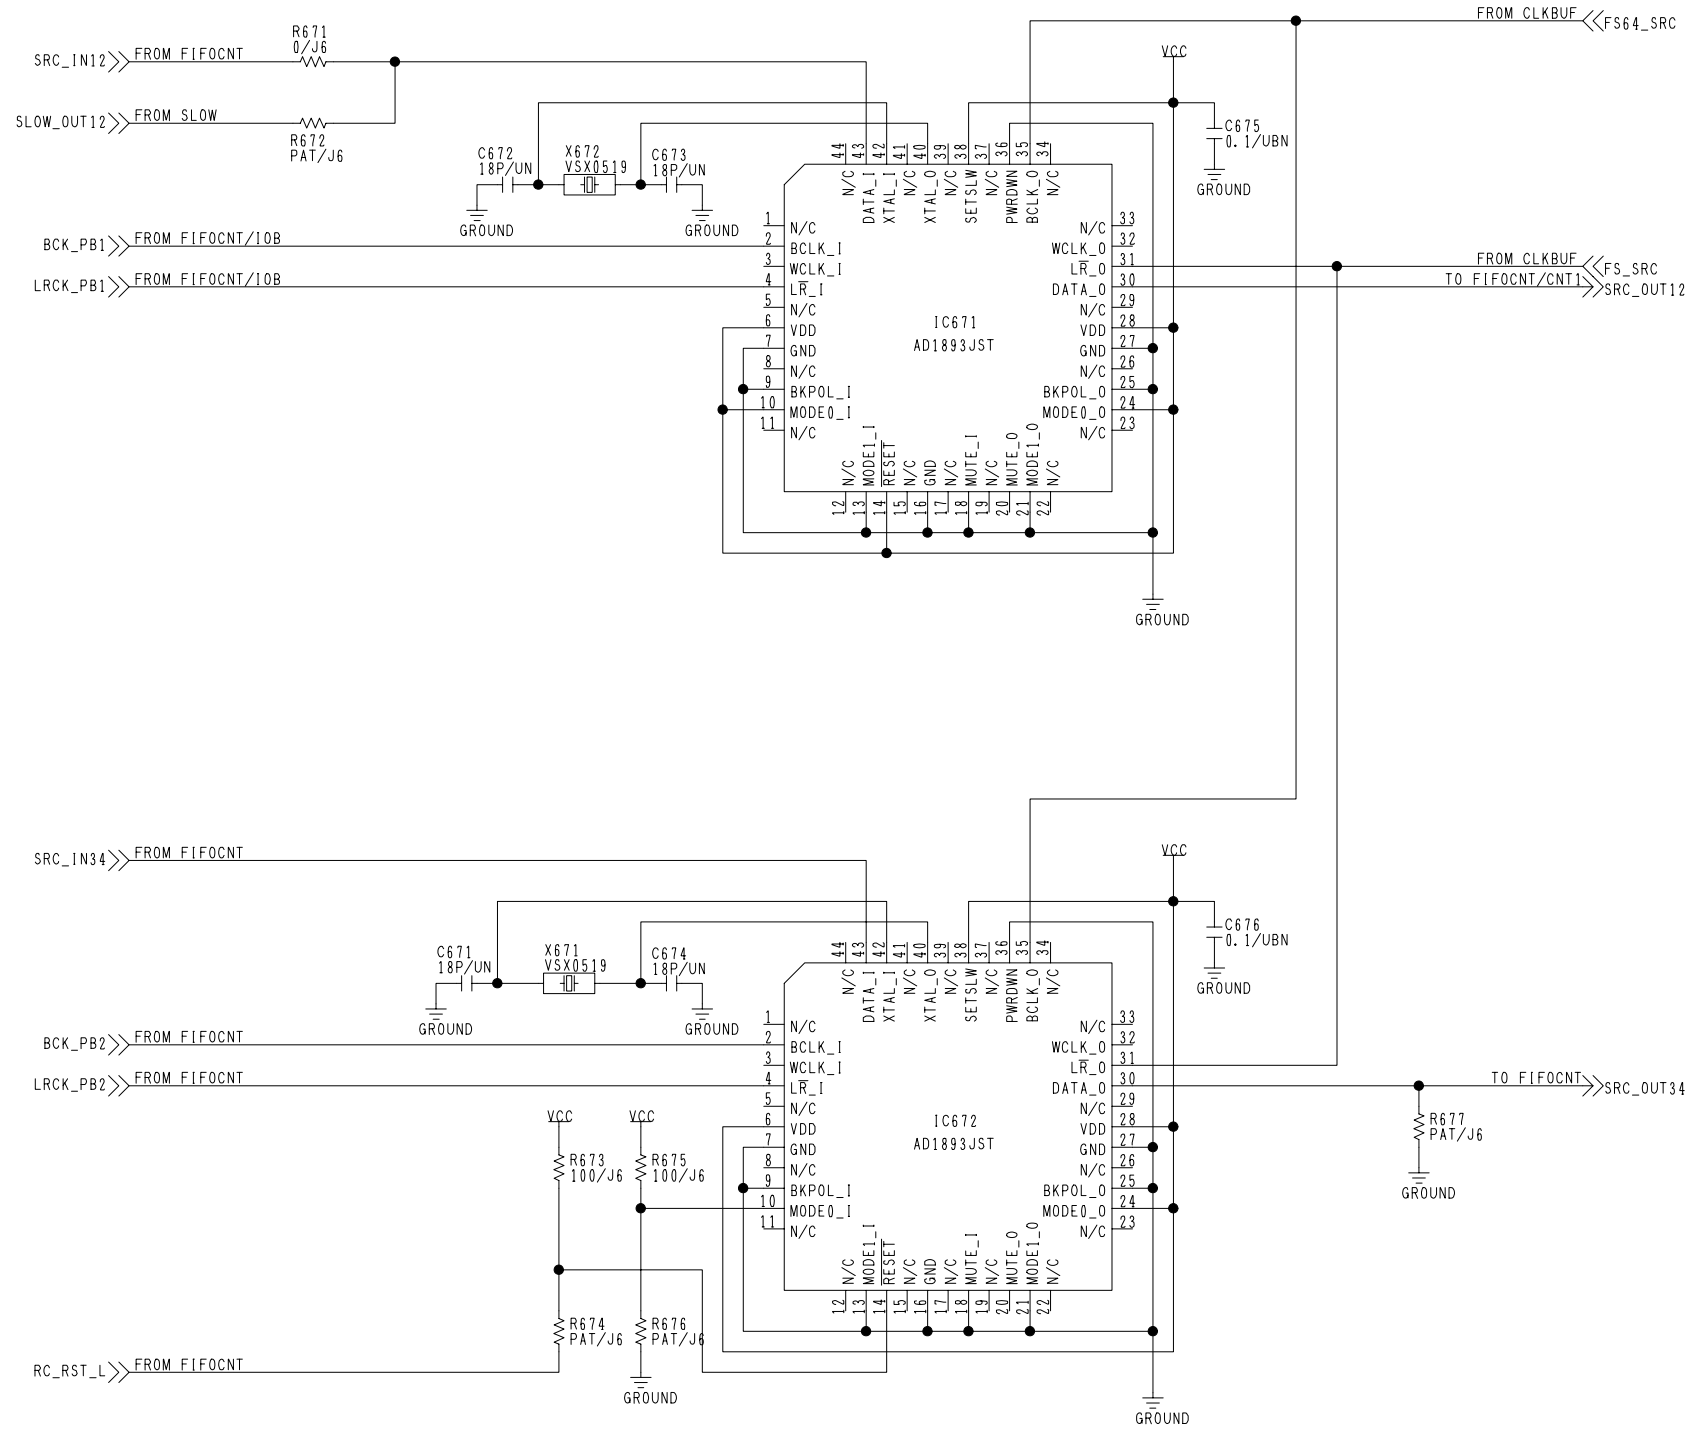 FROM CLKBUF
FS64_SRC
R671
0/J6
SRC_IN12
FROM FIFOCNT
VCC
SLOW_OUT12
FROM SLOW
R672
PAT/J6
C675
0.1/UBN
GROUND
C672
18P/UN
X672
VSX0519
C673
18P/UN
GROUND
GROUND
44 43 42 41 40 39 38 37 36 35 34
N/C DATA_I XTAL_I N/C XTAL_O N/C SETSLW N/C PWRDWN BCLK_O N/C
BCK_PB1
FROM FIFOCNT/IOB
LRCK_PB1
FROM FIFOCNT/IOB
1 N/C
2 BCLK_I
3 WCLK_I
4 LR_I
5 N/C
6 VDD
7 GND
8 N/C
9 BKPOL_I
10 MODE0_I
11 N/C
IC671
AD1893JST
N/C 33
WCLK_O 32
LR_O 31
DATA_O 30
N/C 29
VDD 28
GND 27
N/C 26
BKPOL_O 25
MODE0_O 24
N/C 23
FROM CLKBUF
FS_SRC
TO FIFOCNT/CNT1
SRC_OUT12
N/C MODE1_I RESET N/C GND N/C MUTE_I N/C MUTE_O MODE1_O N/C
12 13 14 15 16 17 18 19 20 21 22
GROUND
SRC_IN34
FROM FIFOCNT
VCC
C676
0.1/UBN
GROUND
C671
18P/UN
X671
VSX0519
C674
18P/UN
GROUND
GROUND
44 43 42 41 40 39 38 37 36 35 34
N/C DATA_I XTAL_I N/C XTAL_O N/C SETSLW N/C PWRDWN BCLK_O N/C
BCK_PB2
FROM FIFOCNT
LRCK_PB2
FROM FIFOCNT
1 N/C
2 BCLK_I
3 WCLK_I
4 LR_I
5 N/C
6 VDD
7 GND
8 N/C
9 BKPOL_I
10 MODE0_I
11 N/C
IC672
AD1893JST
N/C 33
WCLK_O 32
LR_O 31
DATA_O 30
N/C 29
VDD 28
GND 27
N/C 26
BKPOL_O 25
MODE0_O 24
N/C 23
TO FIFOCNT
SRC_OUT34
R677
PAT/J6
GROUND
VCC
VCC
R673
100/J6
R675
100/J6
N/C MODE1_I RESET N/C GND N/C MUTE_I N/C MUTE_O MODE1_O N/C
12 13 14 15 16 17 18 19 20 21 22
R674
PAT/J6
R676
PAT/J6
RC_RST_L
FROM FIFOCNT
GROUND
GROUND